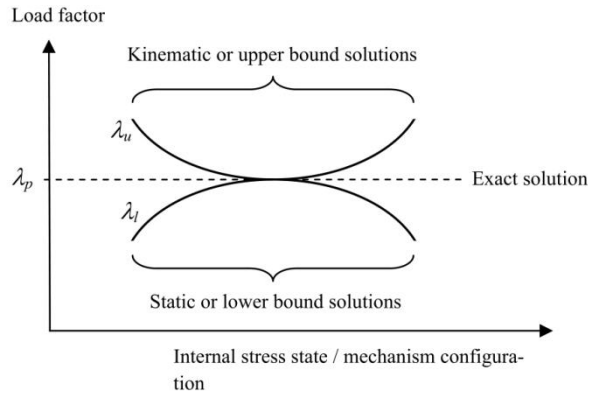 Load factor
Kinematic or upper bound solutions
λu
λp
Exact solution
λl
Static or lower bound solutions
Internal stress state / mechanism configura-
tion